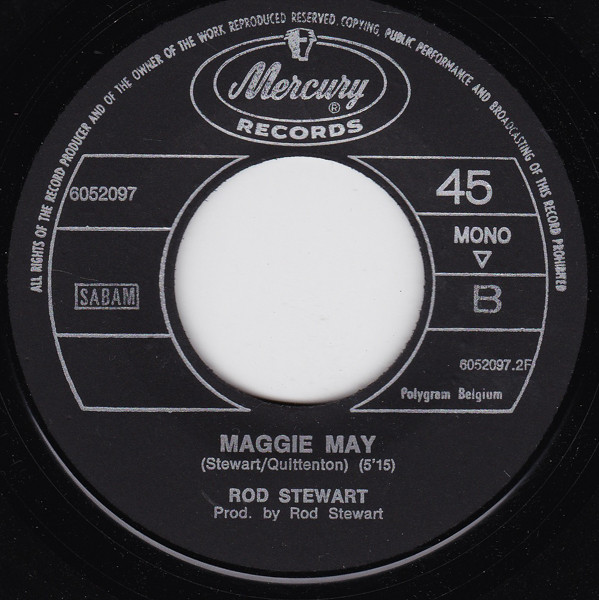 ALL RIGHTS OF THE RECORD PRODUCER AND OF THE OWNER OF THE WORK REPRODUCED RESERVED. COPYING, PUBLIC PERFORMANCE AND BROADCASTING OF THIS RECORD PROHIBITED
Mercury
®
RECORDS
6052097
45
MONO
SABAM
B
6052097.2F
Polygram Belgium
MAGGIE MAY
(Stewart/Quittenton) (5'15)
ROD STEWART
Prod. by Rod Stewart